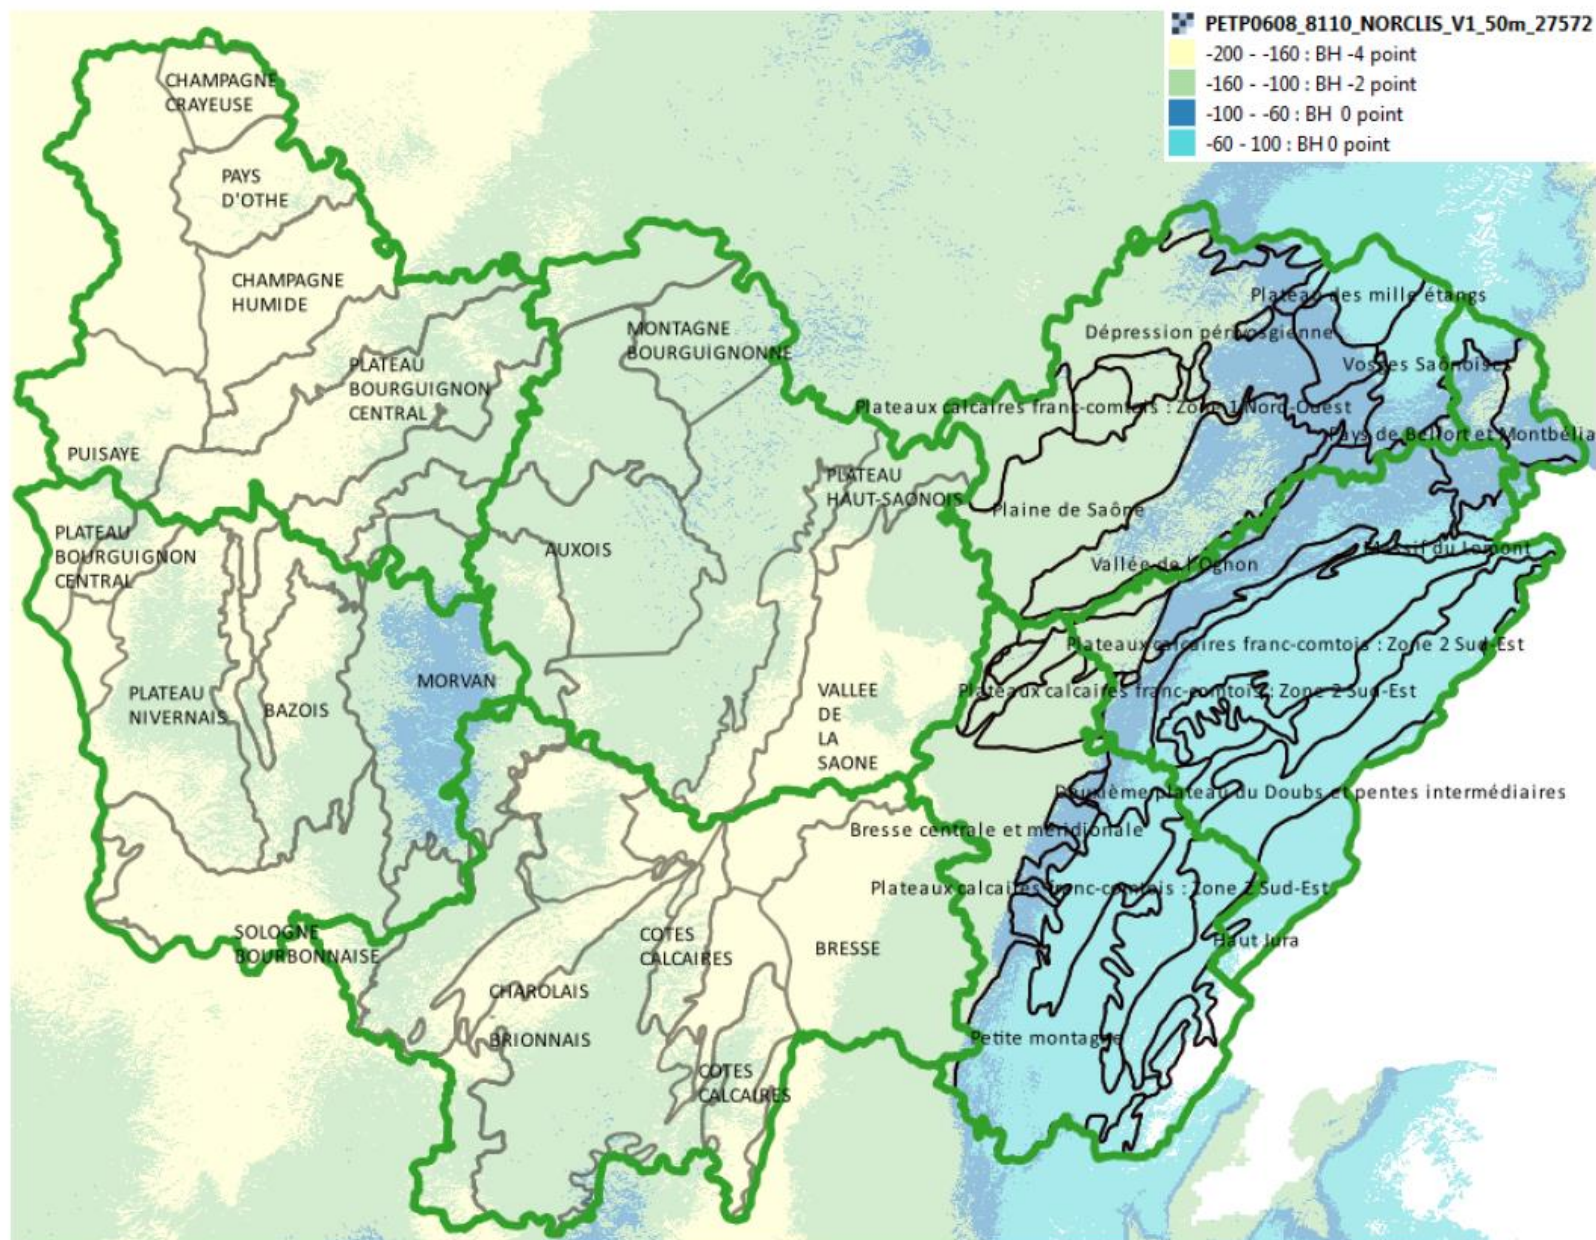 PETP0608_8110_NORCLIS_V1_50m_27572
-200 - -160 : BH -4 point
-160 - -100 : BH -2 point
-100 - -60 : BH 0 point
-60 - 100 : BH 0 point
CHAMPAGNE
CRAYEUSE
PAYS
D'OTHE
CHAMPAGNE
HUMIDE
Plateau des mille étangs
MONTAGNE
BOURGUIGNONNE
Dépression périvosgienne
PLATEAU
BOURGUIGNON
CENTRAL
Vosges Saônoises
Plateaux calcaires franc-comtois : Zone 1 Nord-Ouest
Pays de Belfort et Montbélia
PUISAYE
PLATEAU
HAUT-SAONOIS
Plaine de Saône
PLATEAU
BOURGUIGNON
CENTRAL
AUXOIS
Massif du Lomont
Vallée de l'Oghon
Plateaux calcaires franc-comtois : Zone 2 Sud-Est
MORVAN
PLATEAU
NIVERNAIS
BAZOIS
VALLEE
DE
LA
SAONE
Plateaux calcaires franc-comtois : Zone 2 Sud-Est
Deuxième plateau du Doubs et pentes intermédiaires
Bresse centrale et méridionale
Plateaux calcaires franc-comtois : Zone 2 Sud-Est
SOLOGNE
BOURBONNAISE
COTES
CALCAIRES
BRESSE
Haut Jura
CHAROLAIS
BRIONNAIS
Petite montagne
COTES
CALCAIRES